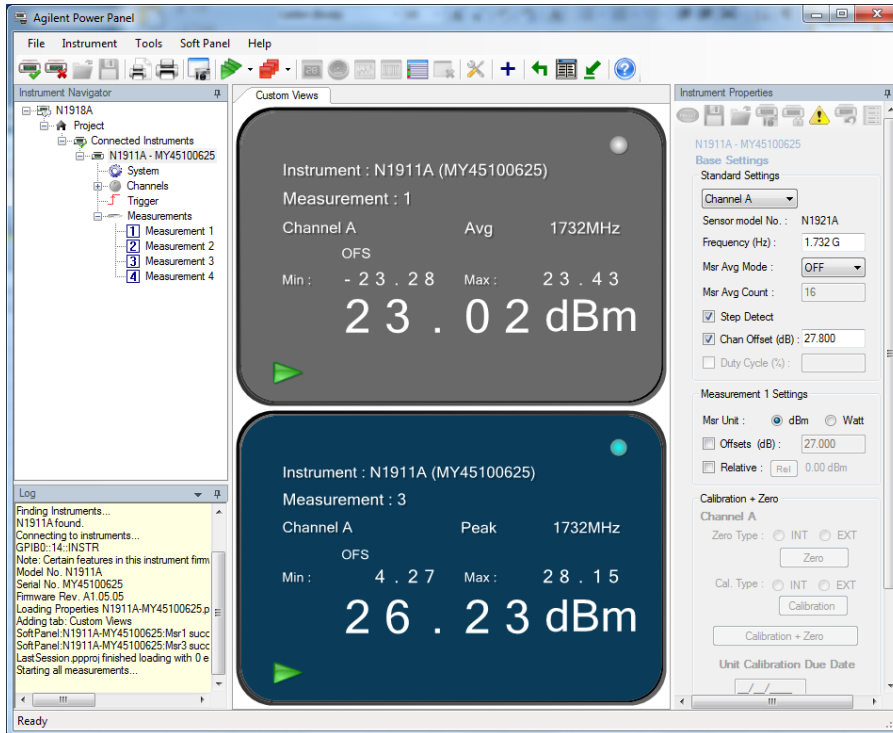 Agilent Power Panel
File Instrument Tools Soft Panel Help
Instrument Navigator
N1918A
Project
Connected Instruments
N1911A - MY45100625
System
Channels
Trigger
Measurements
1 Measurement 1
2 Measurement 2
3 Measurement 3
4 Measurement 4
Log
Finding Instruments...
N1911A found.
Connecting to instruments...
GPIB0::14::INSTR
Note: Certain features in this instrument firm
Model No. N1911A
Serial No. MY45100625
Firmware Rev. A1.05.05
Loading Properties N1911A-MY45100625.p
Adding tab: Custom Views
SoftPanel:N1911A-MY45100625:Msr1 succ
SoftPanel:N1911A-MY45100625:Msr3 succ
LastSession.ppproj finished loading with 0 e
Starting all measurements...
Custom Views
Instrument : N1911A (MY45100625)
Measurement : 1
Channel A Avg 1732MHz
OFS
Min : -23.28 Max : 23.43
23.02 dBm
Instrument : N1911A (MY45100625)
Measurement : 3
Channel A Peak 1732MHz
OFS
Min : 4.27 Max : 28.15
26.23 dBm
Instrument Properties
N1911A - MY45100625
Base Settings
Standard Settings
Channel A
Sensor model No. : N1921A
Frequency (Hz) : 1.732 G
Msr Avg Mode : OFF
Msr Avg Count : 16
Step Detect
Chan Offset (dB) : 27.800
Duty Cycle (%) :
Measurement 1 Settings
Msr Unit : dBm Watt
Offsets (dB) : 27.000
Relative : Rel 0.00 dBm
Calibration + Zero
Channel A
Zero Type : INT EXT
Zero
Cal. Type : INT EXT
Calibration
Calibration + Zero
Unit Calibration Due Date
_/_/___
Ready